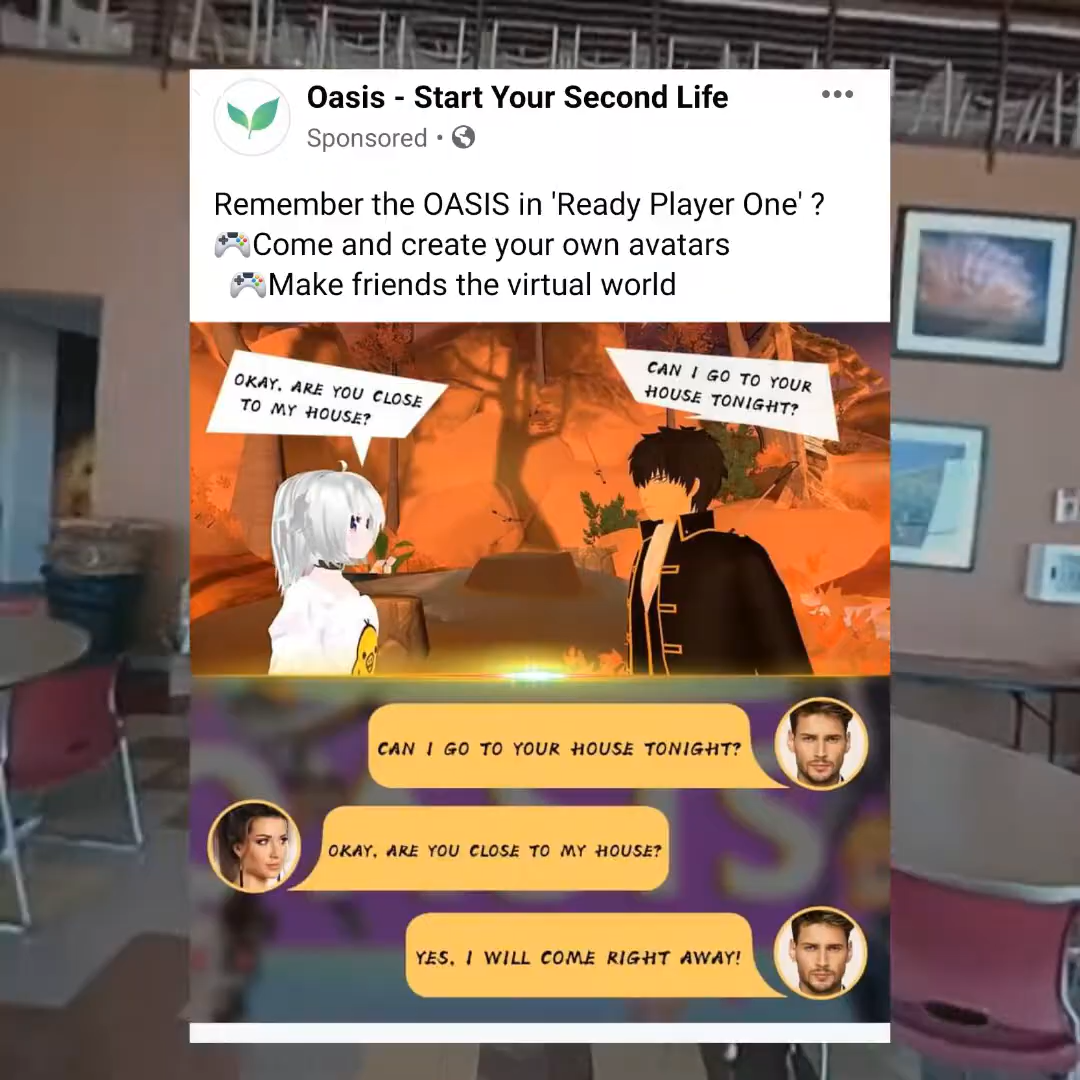 Oasis - Start Your Second Life
Sponsored •
Remember the OASIS in 'Ready Player One' ?
🎮Come and create your own avatars
🎮Make friends the virtual world
OKAY, ARE YOU CLOSE
TO MY HOUSE?
CAN I GO TO YOUR
HOUSE TONIGHT?
CAN I GO TO YOUR HOUSE TONIGHT?
OKAY, ARE YOU CLOSE TO MY HOUSE?
YES, I WILL COME RIGHT AWAY!
OASIS